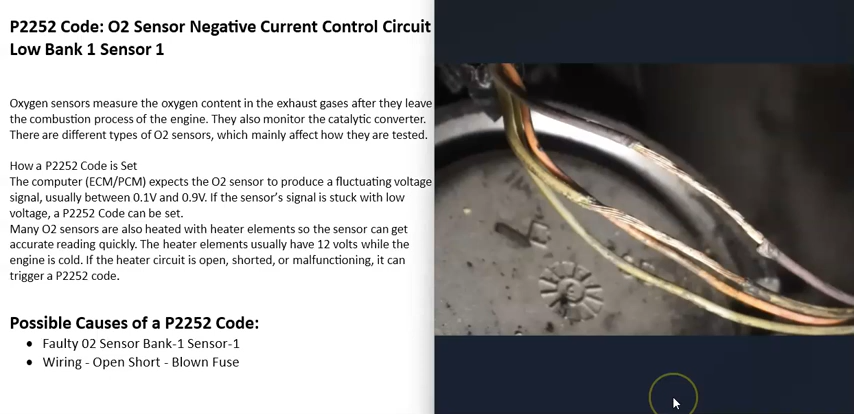 P2252 Code: O2 Sensor Negative Current Control Circuit
Low Bank 1 Sensor 1
Oxygen sensors measure the oxygen content in the exhaust gases after they leave
the combustion process of the engine. They also monitor the catalytic converter.
There are different types of O2 sensors, which mainly affect how they are tested.
How a P2252 Code is Set
The computer (ECM/PCM) expects the O2 sensor to produce a fluctuating voltage
signal, usually between 0.1V and 0.9V. If the sensor's signal is stuck with low
voltage, a P2252 Code can be set.
Many O2 sensors are also heated with heater elements so the sensor can get
accurate reading quickly. The heater elements usually have 12 volts while the
engine is cold. If the heater circuit is open, shorted, or malfunctioning, it can
trigger a P2252 code.
Possible Causes of a P2252 Code:
• Faulty 02 Sensor Bank-1 Sensor-1
• Wiring - Open Short - Blown Fuse